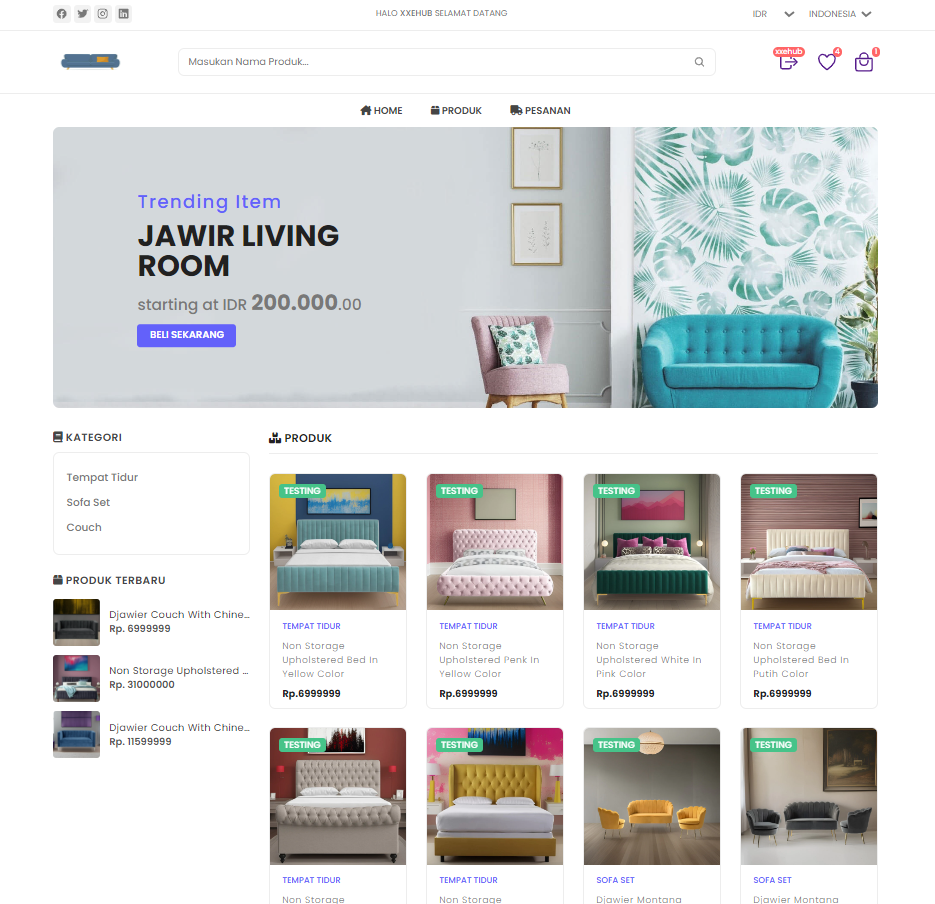 HALO XXEHUB SELAMAT DATANG
IDR
INDONESIA
Masukan Nama Produk...
xxehub
4
1
HOME
PRODUK
PESANAN
Trending Item
JAWIR LIVING
ROOM
starting at IDR 200.000.00
BELI SEKARANG
KATEGORI
Tempat Tidur
Sofa Set
Couch
PRODUK TERBARU
Djawier Couch With Chine...
Rp. 6999999
Non Storage Upholstered ...
Rp. 31000000
Djawier Couch With Chine...
Rp. 11599999
PRODUK
TESTING
TEMPAT TIDUR
Non Storage
Upholstered Bed In
Yellow Color
Rp.6999999
TESTING
TEMPAT TIDUR
Non Storage
Upholstered Penk In
Yellow Color
Rp.6999999
TESTING
TEMPAT TIDUR
Non Storage
Upholstered White In
Pink Color
Rp.6999999
TESTING
TEMPAT TIDUR
Non Storage
Upholstered Bed In
Putih Color
Rp.6999999
TESTING
TEMPAT TIDUR
Non Storage
TESTING
TEMPAT TIDUR
Non Storage
TESTING
SOFA SET
Djawier Montana
TESTING
SOFA SET
Djawier Montana